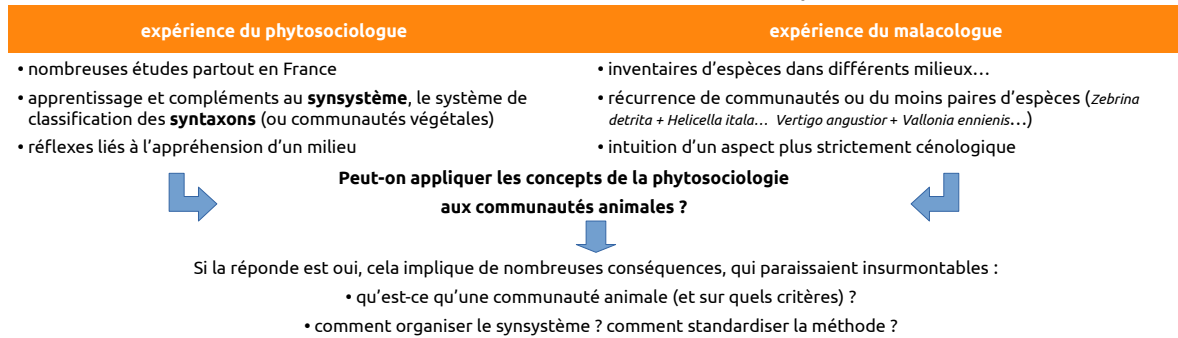 expérience du phytosociologue
expérience du malacologue
• nombreuses études partout en France
• apprentissage et compléments au synsystème, le système de
classification des syntaxons (ou communautés végétales)
• réflexes liés à l'appréhension d'un milieu
• inventaires d'espèces dans différents milieux…
• récurrence de communautés ou du moins paires d'espèces (Zebrina
detrita + Helicella itala… Vertigo angustior + Vallonia enniensis…)
• intuition d'un aspect plus strictement cénologique
Peut-on appliquer les concepts de la phytosociologie
aux communautés animales ?
Si la réponde est oui, cela implique de nombreuses conséquences, qui paraissaient insurmontables :
• qu'est-ce qu'une communauté animale (et sur quels critères) ?
• comment organiser le synsystème ? comment standardiser la méthode ?